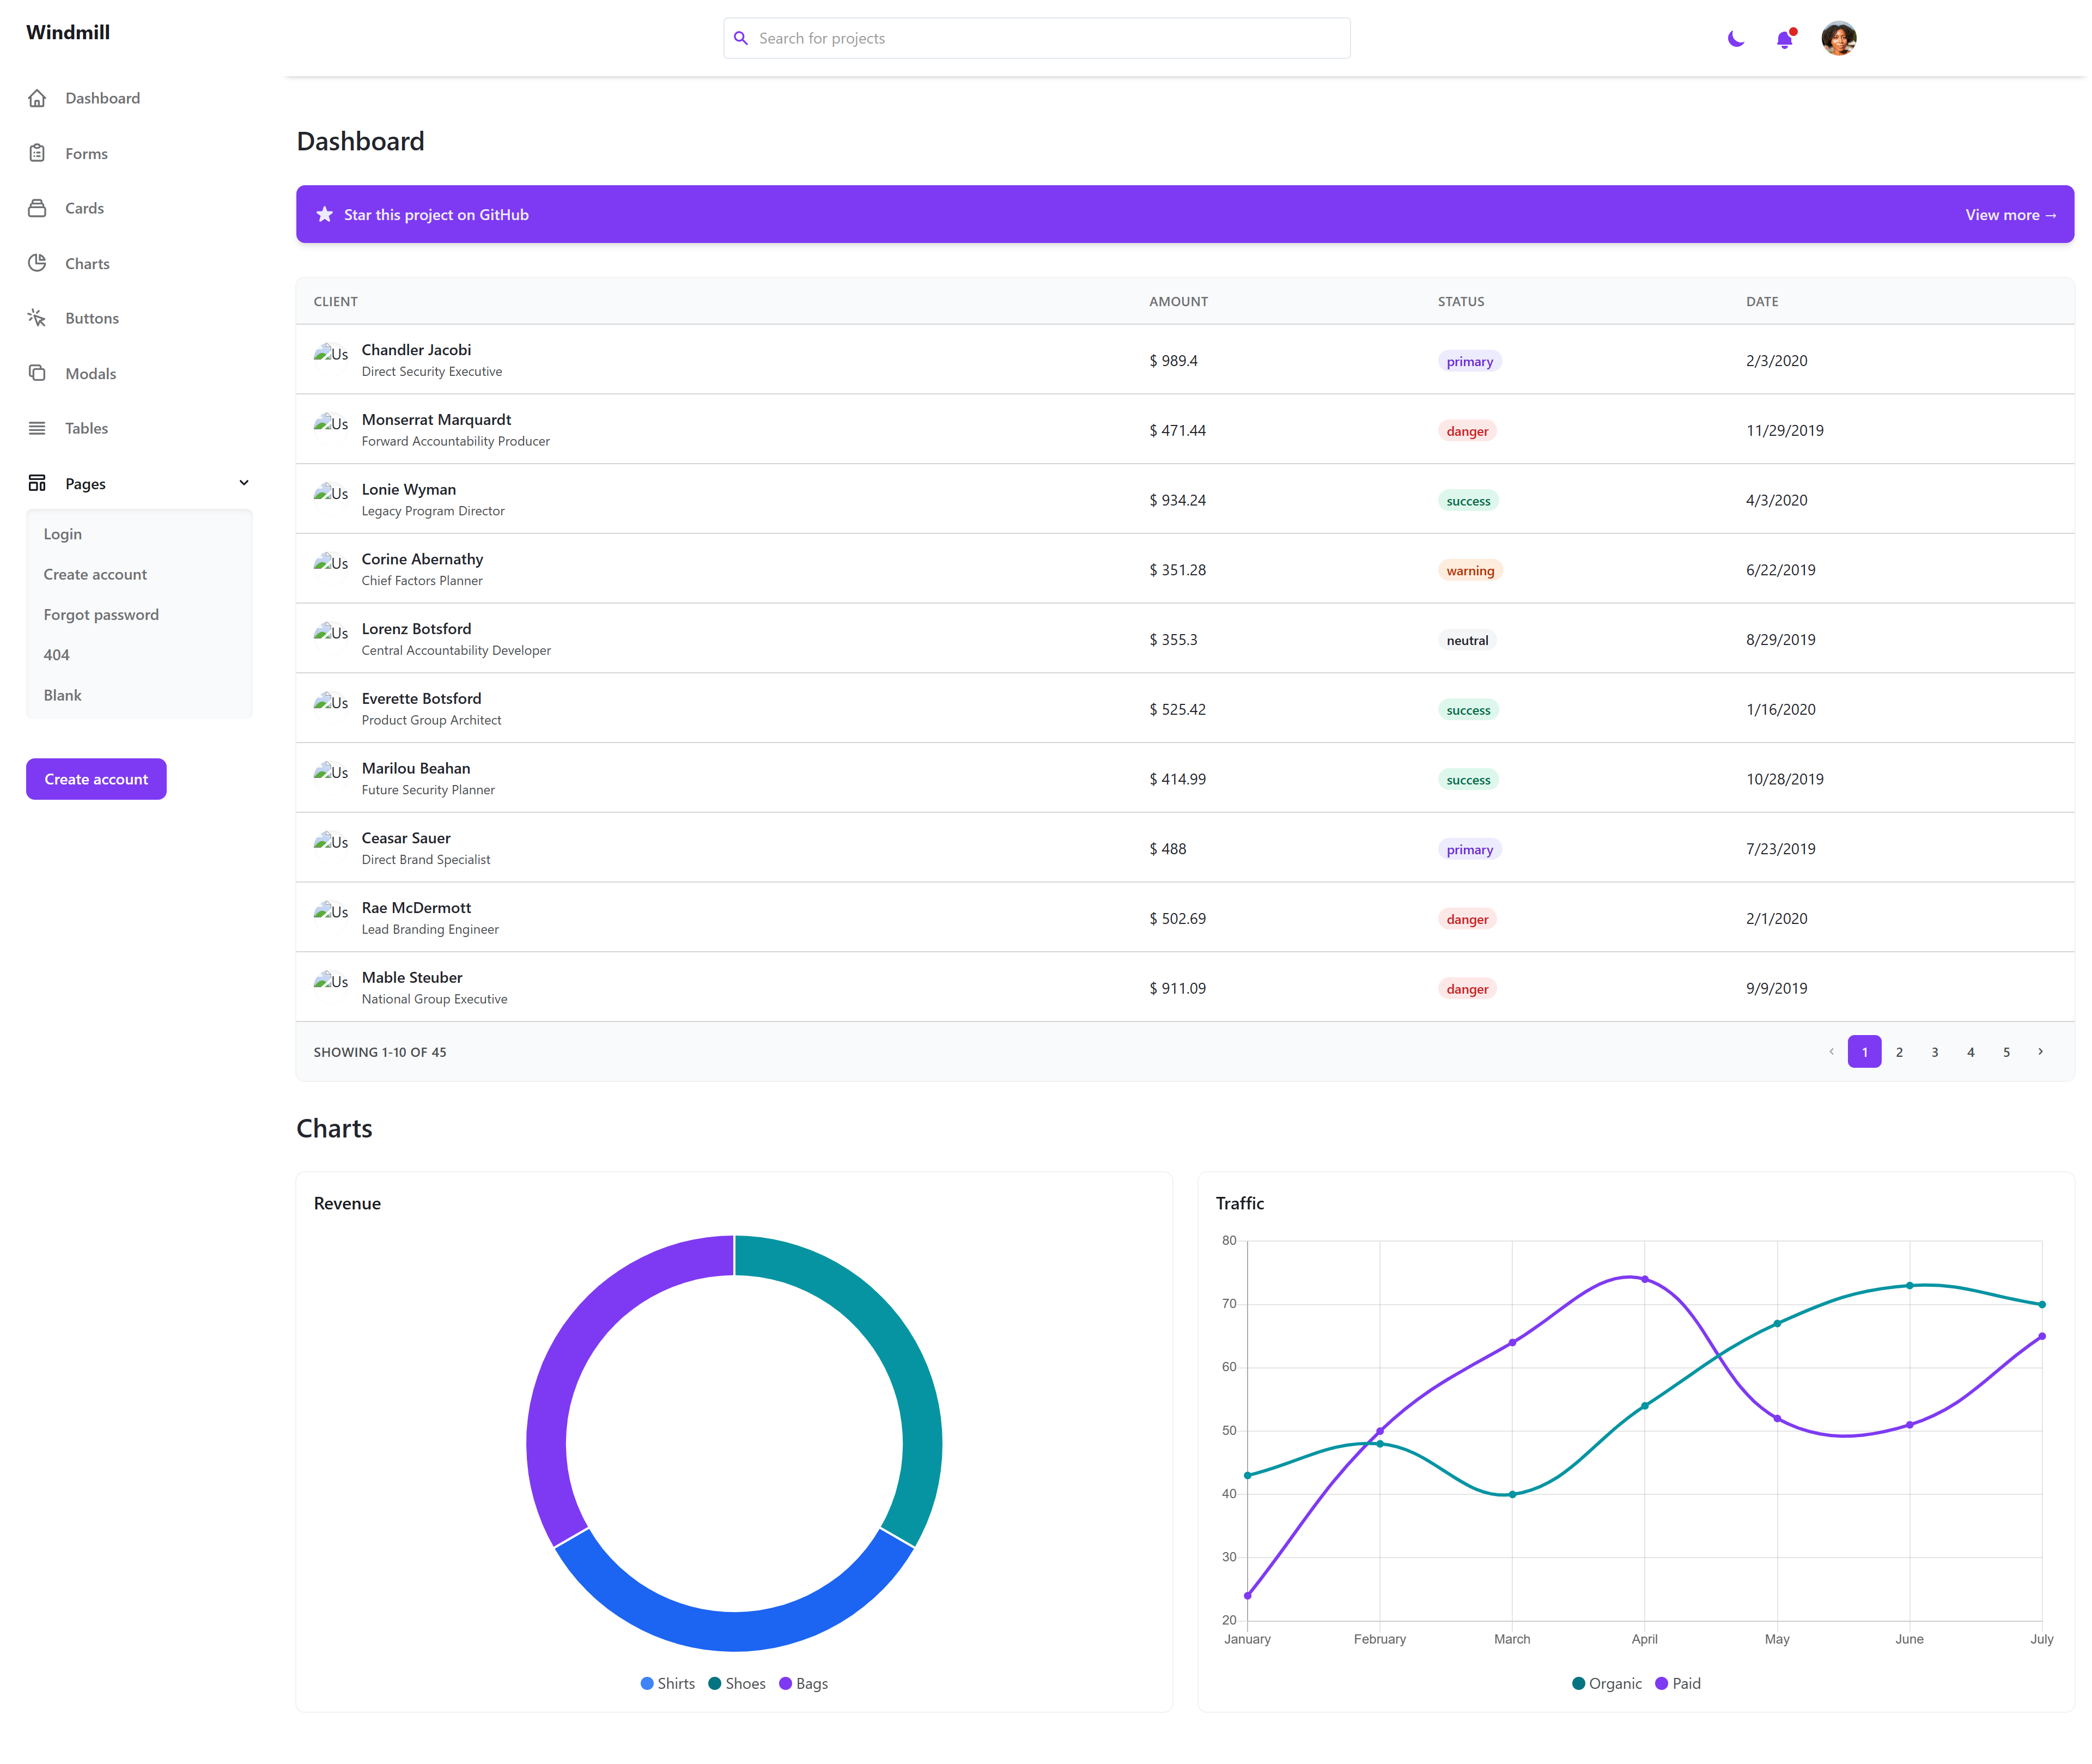 Windmill
Search for projects
Dashboard
Forms
Cards
Charts
Buttons
Modals
Tables
Pages
Login
Create account
Forgot password
404
Blank
Create account
Dashboard
Star this project on GitHub
View more →
CLIENT AMOUNT STATUS DATE
Us Chandler Jacobi
Direct Security Executive
$ 989.4 primary 2/3/2020
Us Monserrat Marquardt
Forward Accountability Producer
$ 471.44 danger 11/29/2019
Us Lonie Wyman
Legacy Program Director
$ 934.24 success 4/3/2020
Us Corine Abernathy
Chief Factors Planner
$ 351.28 warning 6/22/2019
Us Lorenz Botsford
Central Accountability Developer
$ 355.3 neutral 8/29/2019
Us Everette Botsford
Product Group Architect
$ 525.42 success 1/16/2020
Us Marilou Beahan
Future Security Planner
$ 414.99 success 10/28/2019
Us Ceasar Sauer
Direct Brand Specialist
$ 488 primary 7/23/2019
Us Rae McDermott
Lead Branding Engineer
$ 502.69 danger 2/1/2020
Us Mable Steuber
National Group Executive
$ 911.09 danger 9/9/2019
SHOWING 1-10 OF 45
1 2 3 4 5
Charts
Revenue
Shirts Shoes Bags
Traffic
80
70
60
50
40
30
20
January February March April May June July
Organic Paid